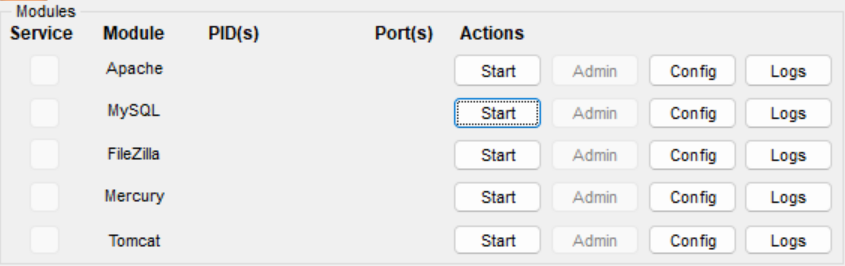 Modules
Service Module PID(s) Port(s) Actions
Apache Start Admin Config Logs
MySQL Start Admin Config Logs
FileZilla Start Admin Config Logs
Mercury Start Admin Config Logs
Tomcat Start Admin Config Logs